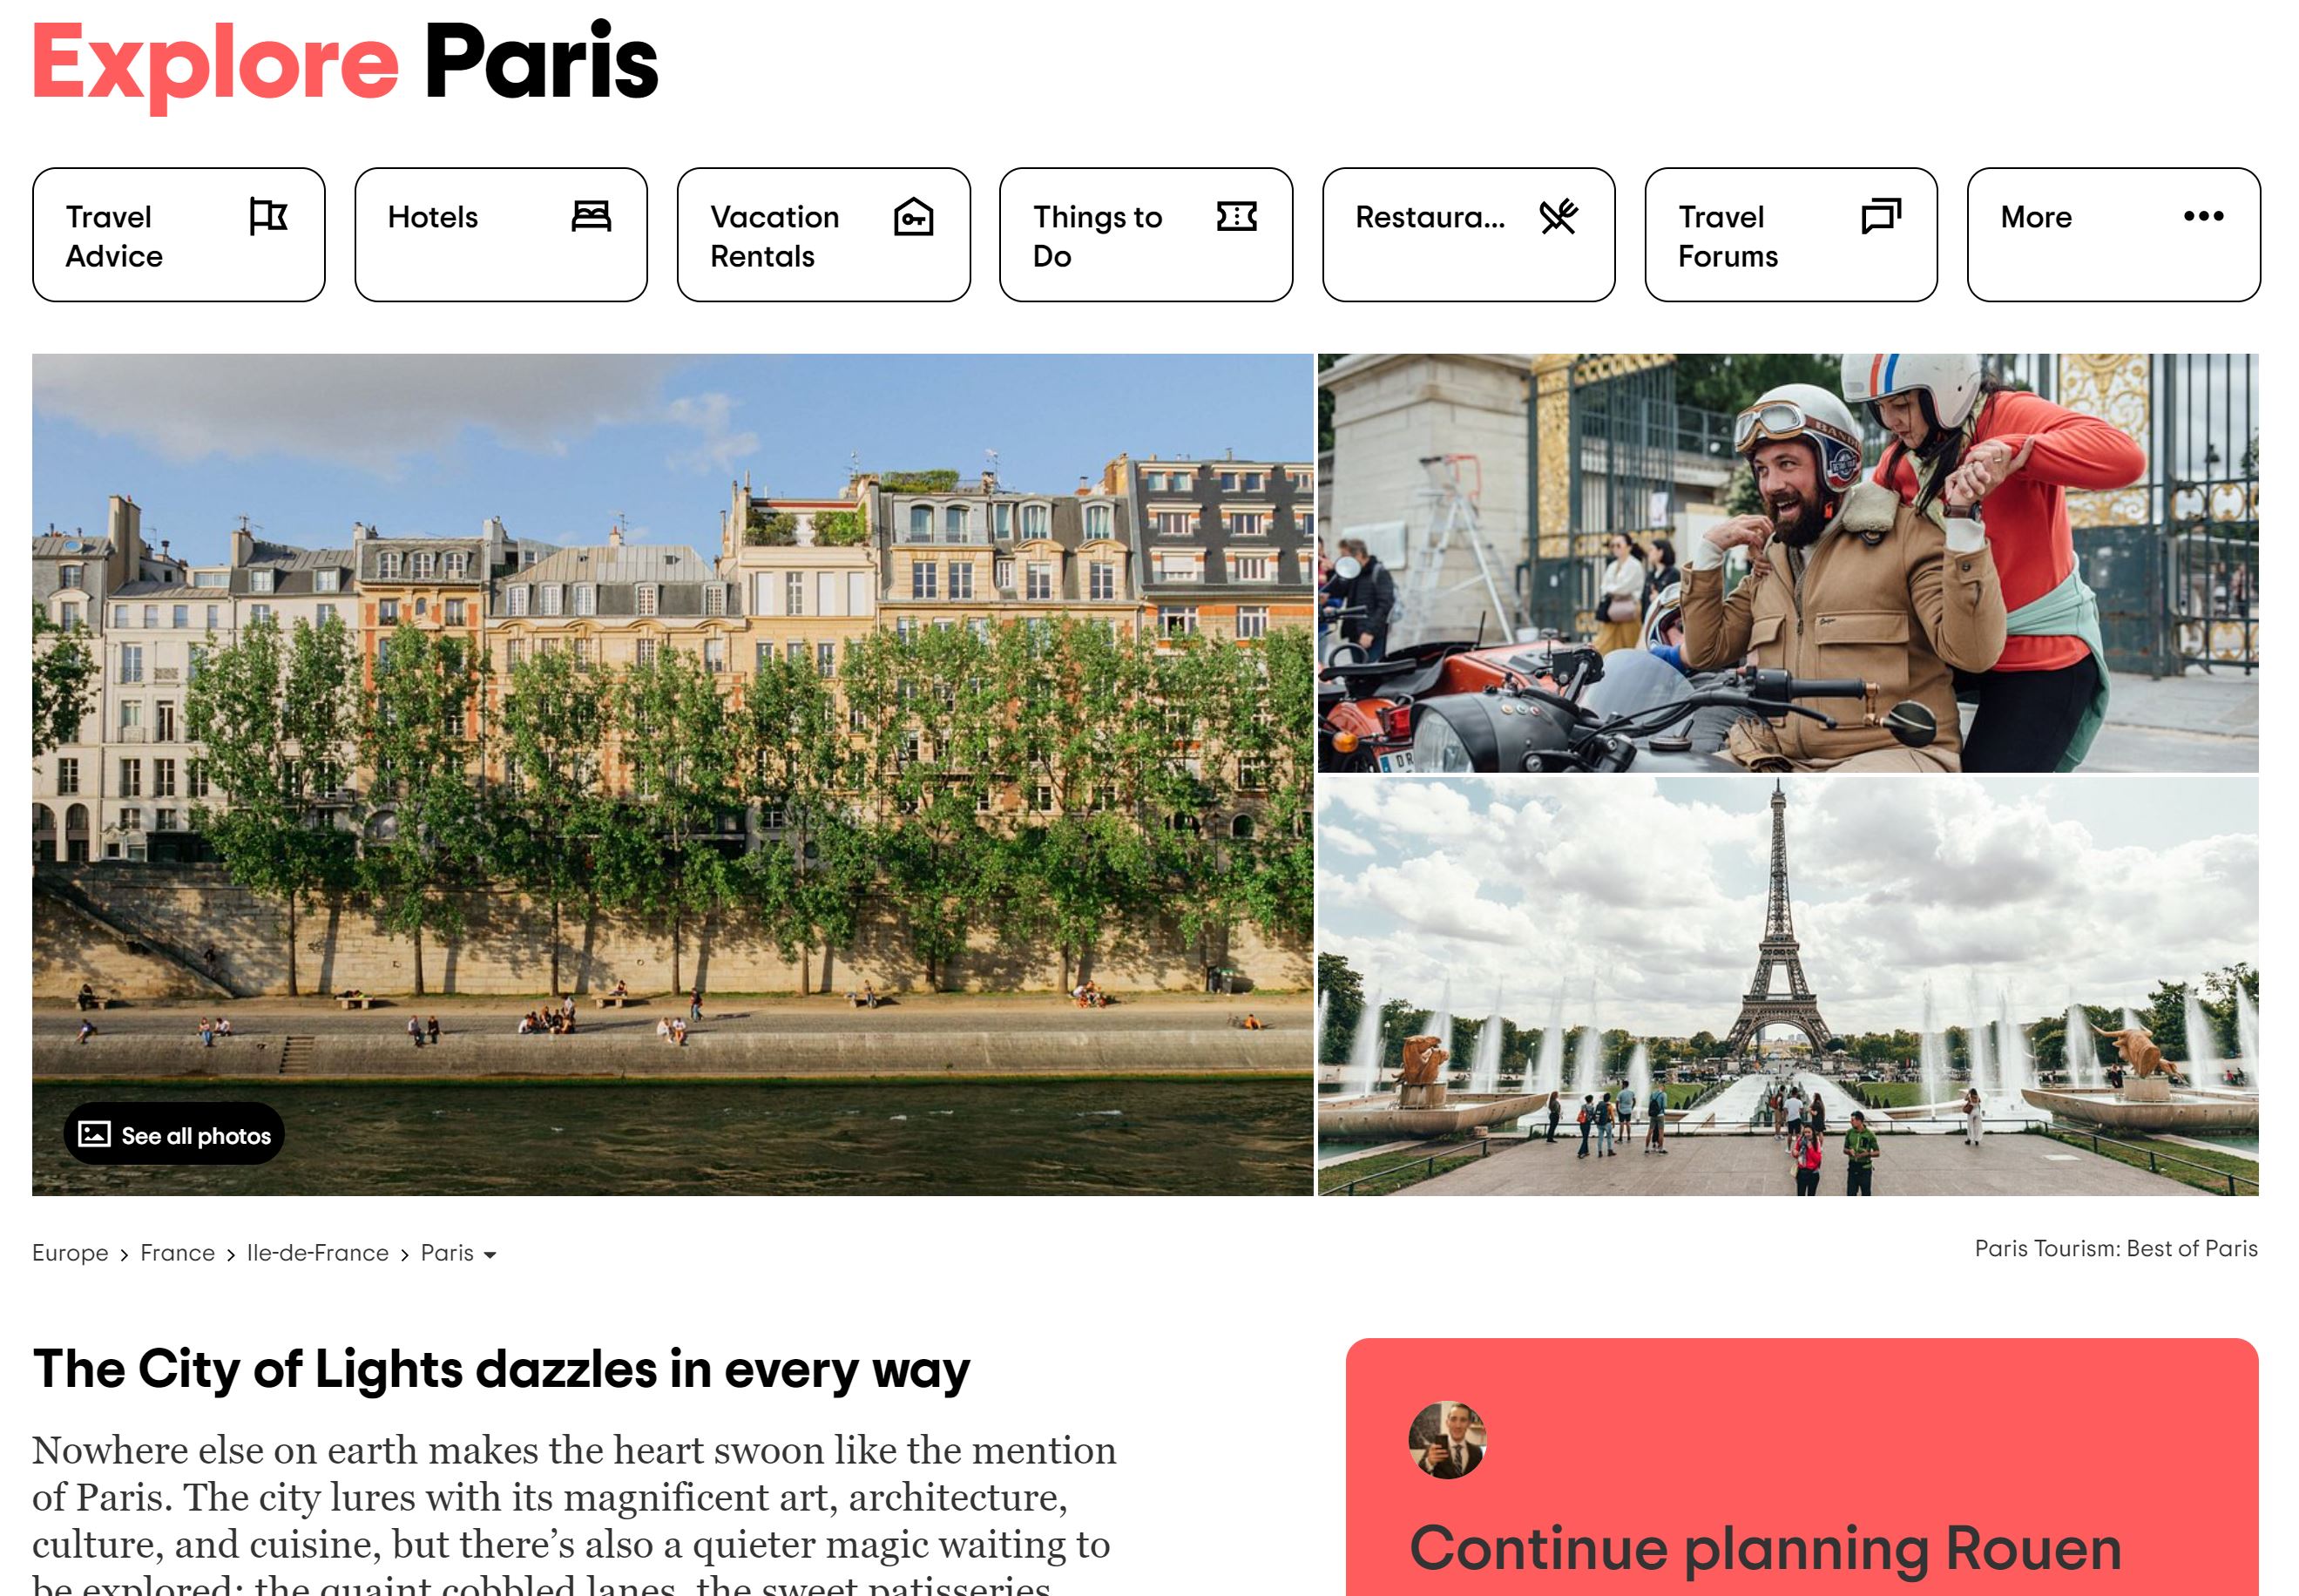 Explore Paris
Travel
Advice
Hotels
Vacation
Rentals
Things to
Do
Restaura...
Travel
Forums
More
BANDIT
DR
See all photos
Europe > France > Ile-de-France > Paris
Paris Tourism: Best of Paris
The City of Lights dazzles in every way
Nowhere else on earth makes the heart swoon like the mention
of Paris. The city lures with its magnificent art, architecture,
culture, and cuisine, but there’s also a quieter magic waiting to
be explored: the quaint cobbled lanes, the sweet patisseries
Continue planning Rouen